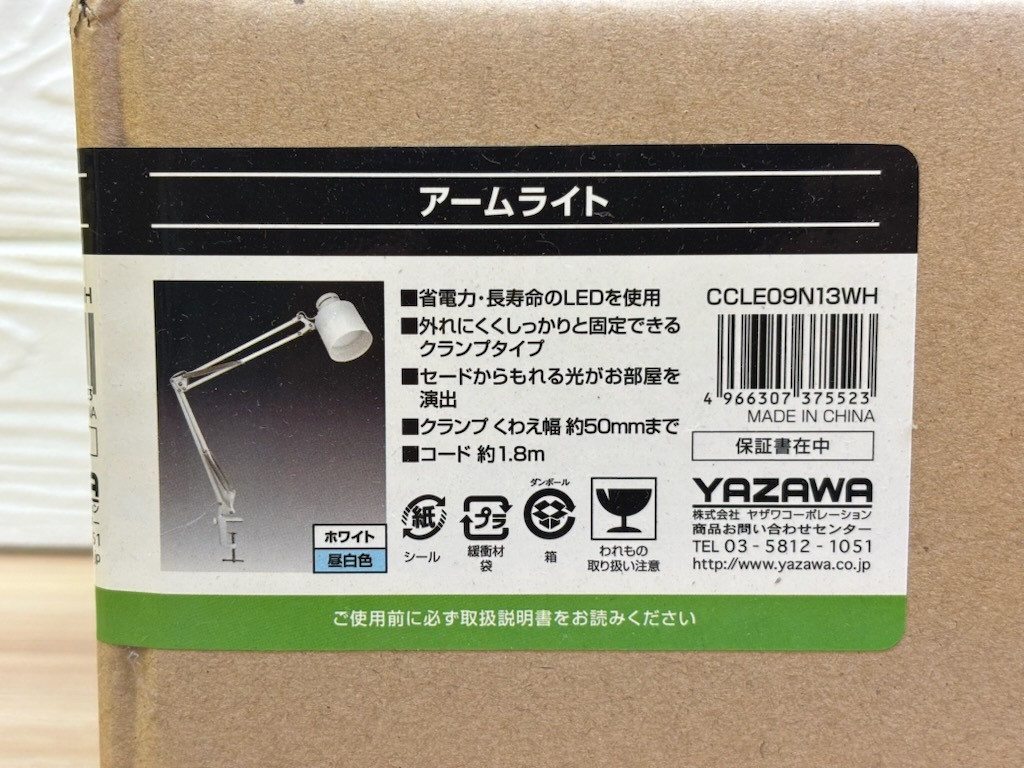 アームライト
■省電力・長寿命のLEDを使用
■外れにくくしっかりと固定できる
クランプタイプ
■セードからもれる光がお部屋を
演出
■クランプ くわえ幅 約50mmまで
■コード 約1.8m
ホワイト
昼白色
紙
シール
プラ
緩衝材
袋
ダンボール
箱
われもの
取り扱い注意
CCLE09N13WH
4 966307 375523
MADE IN CHINA
保証書在中
YAZAWA
株式会社 ヤザワコーポレーション
商品お問い合わせセンター
TEL 03-5812-1051
http://www.yazawa.co.jp
ご使用前に必ず取扱説明書をお読みください